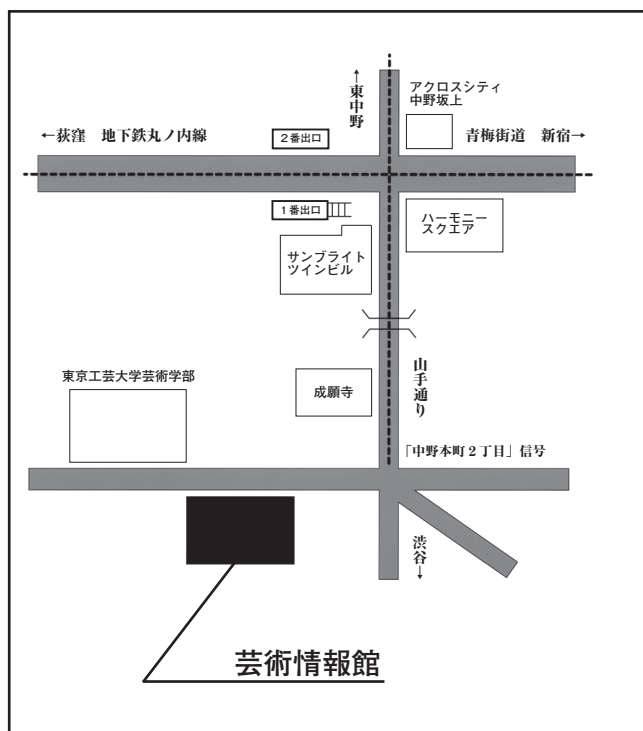 ←東中野
アクロスシティ
中野坂上
←荻窪　地下鉄丸ノ内線
２番出口
青梅街道　新宿→
１番出口
ハーモニー
スクエア
サンブライト
ツインビル
山手通り
東京工芸大学芸術学部
成願寺
「中野本町２丁目」信号
渋谷→
芸術情報館